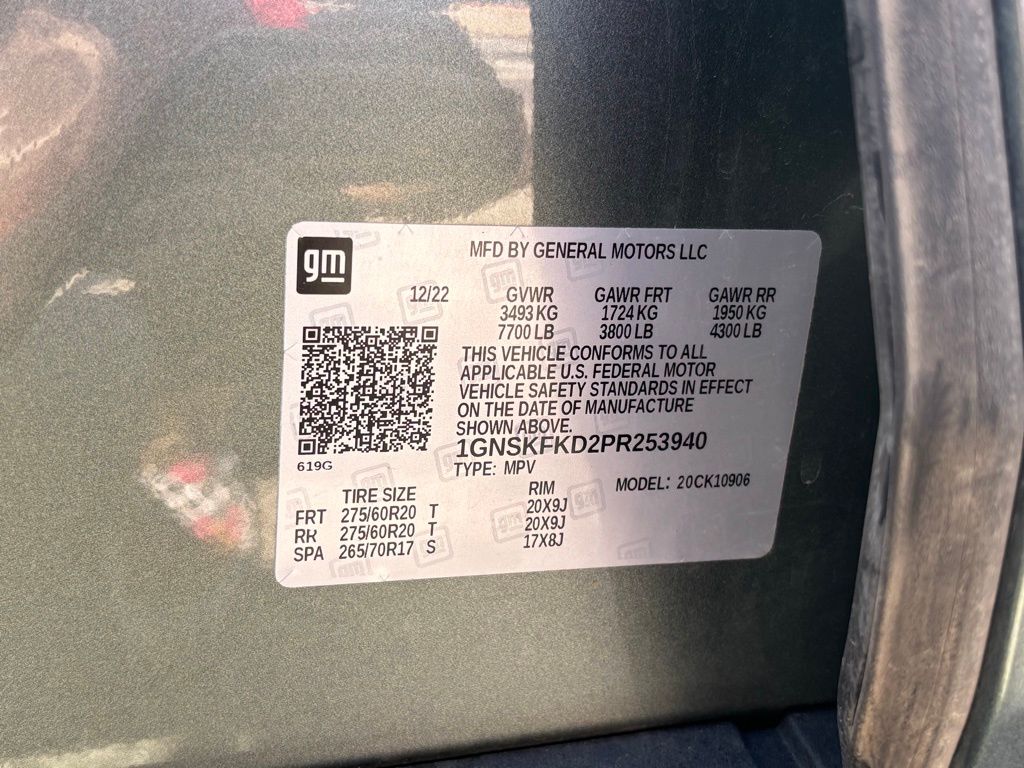 gm
MFD BY GENERAL MOTORS LLC
12/22 GVWR GAWR FRT GAWR RR
3493 KG 1724 KG 1950 KG
7700 LB 3800 LB 4300 LB
THIS VEHICLE CONFORMS TO ALL
APPLICABLE U.S. FEDERAL MOTOR
VEHICLE SAFETY STANDARDS IN EFFECT
ON THE DATE OF MANUFACTURE
SHOWN ABOVE.
1GNSKFKD2PR253940
619G
TYPE: MPV
MODEL: 20CK10906
TIRE SIZE RIM
FRT 275/60R20 T 20X9J
RR 275/60R20 T 20X9J
SPA 265/70R17 S 17X8J